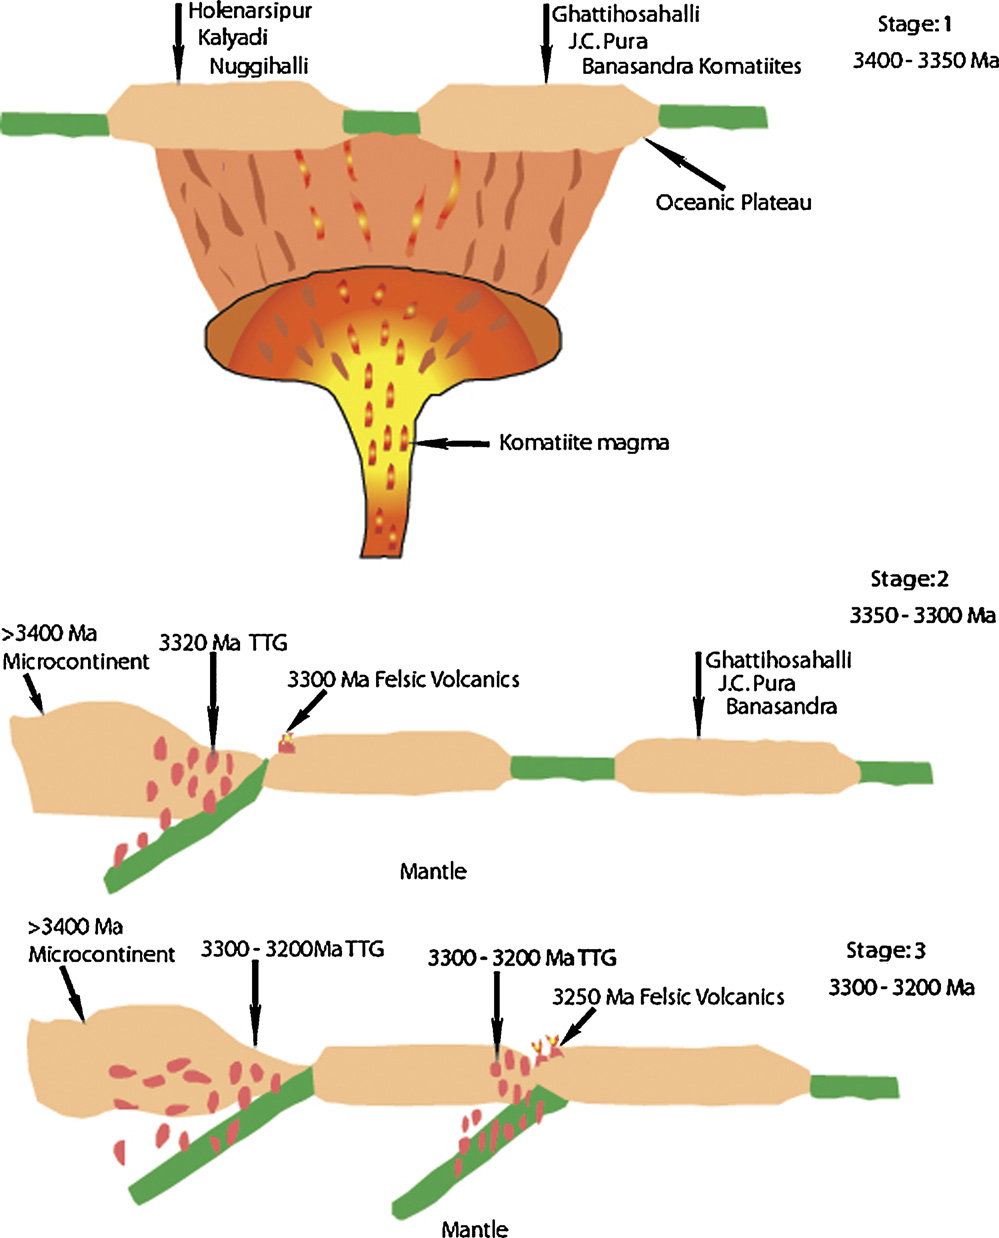 Holenarsipur
Kalyadi
Nuggihalli
Ghattihosahalli
J.C. Pura
Banasandra Komatiites
Stage: 1
3400 - 3350 Ma
Oceanic Plateau
Komatiite magma
Stage: 2
3350 - 3300 Ma
>3400 Ma
Microcontinent
3320 Ma TTG
3300 Ma Felsic Volcanics
Ghattihosahalli
J.C. Pura
Banasandra
Mantle
>3400 Ma
Microcontinent
3300 - 3200 Ma TTG
3300 - 3200 Ma TTG
3250 Ma Felsic Volcanics
Stage: 3
3300 - 3200 Ma
Mantle